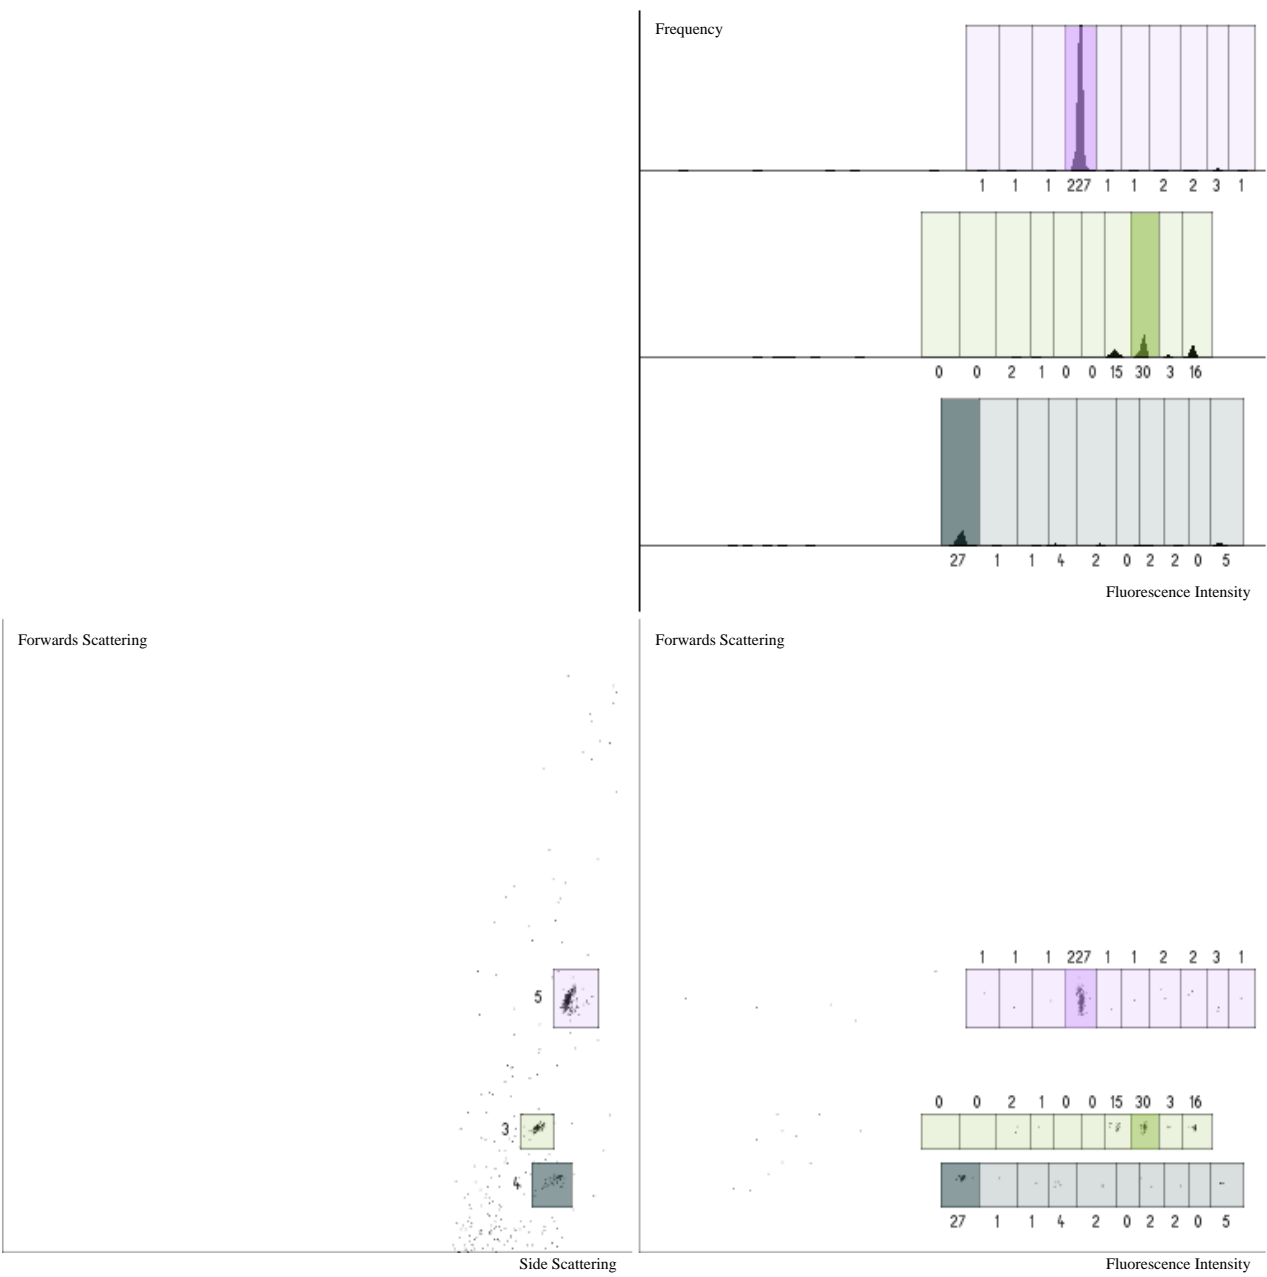 Frequency
1 1 1 227 1 1 2 2 3 1
0 0 2 1 0 0 15 30 3 16
27 1 1 4 2 0 2 2 0 5
Fluorescence Intensity
Forwards Scattering
Forwards Scattering
1 1 1 227 1 1 2 2 3 1
5
0 0 2 1 0 0 15 30 3 16
3
4
27 1 1 4 2 0 2 2 0 5
Side Scattering
Fluorescence Intensity